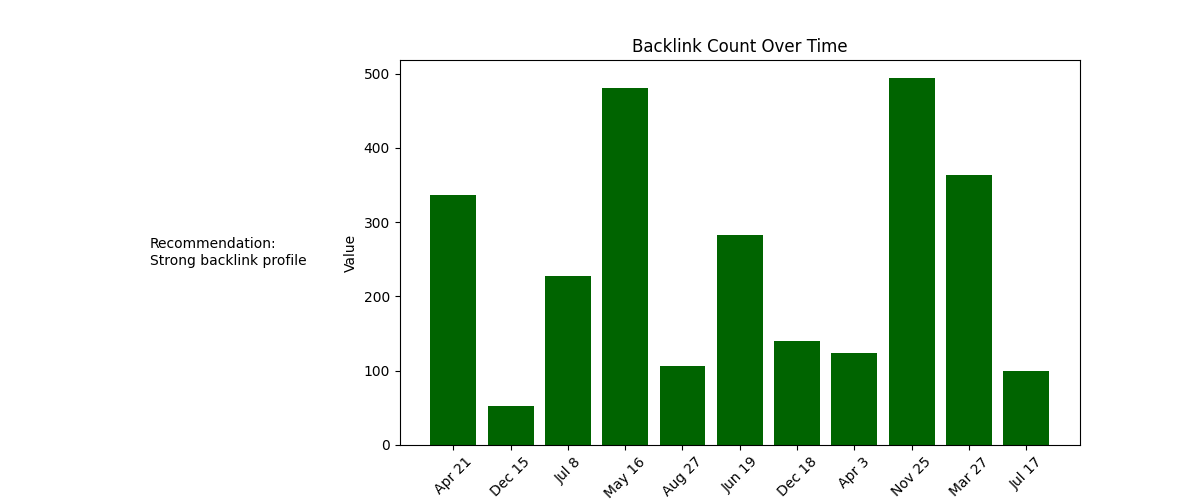 Backlink Count Over Time
Recommendation:
Strong backlink profile
Value
500
400
300
200
100
0
Apr 21
Dec 15
Jul 8
May 16
Aug 27
Jun 19
Dec 18
Apr 3
Nov 25
Mar 27
Jul 17